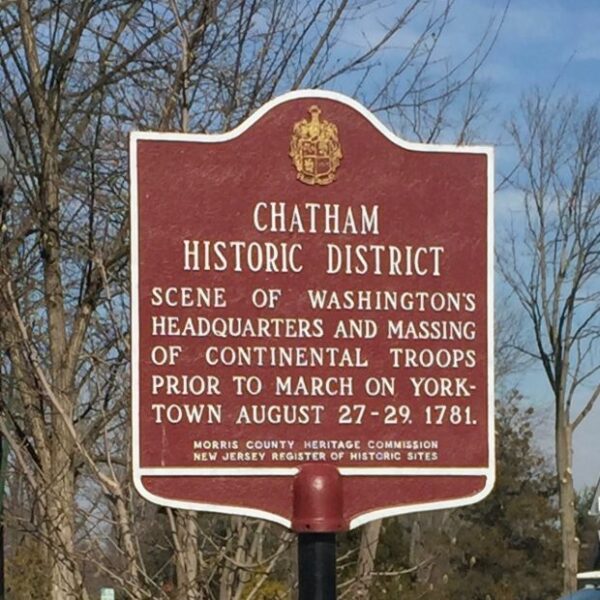 CHATHAM
HISTORIC DISTRICT
SCENE OF WASHINGTON'S
HEADQUARTERS AND MASSING
OF CONTINENTAL TROOPS
PRIOR TO MARCH ON YORK-
TOWN AUGUST 27-29, 1781.
MORRIS COUNTY HERITAGE COMMISSION
NEW JERSEY REGISTER OF HISTORIC SITES